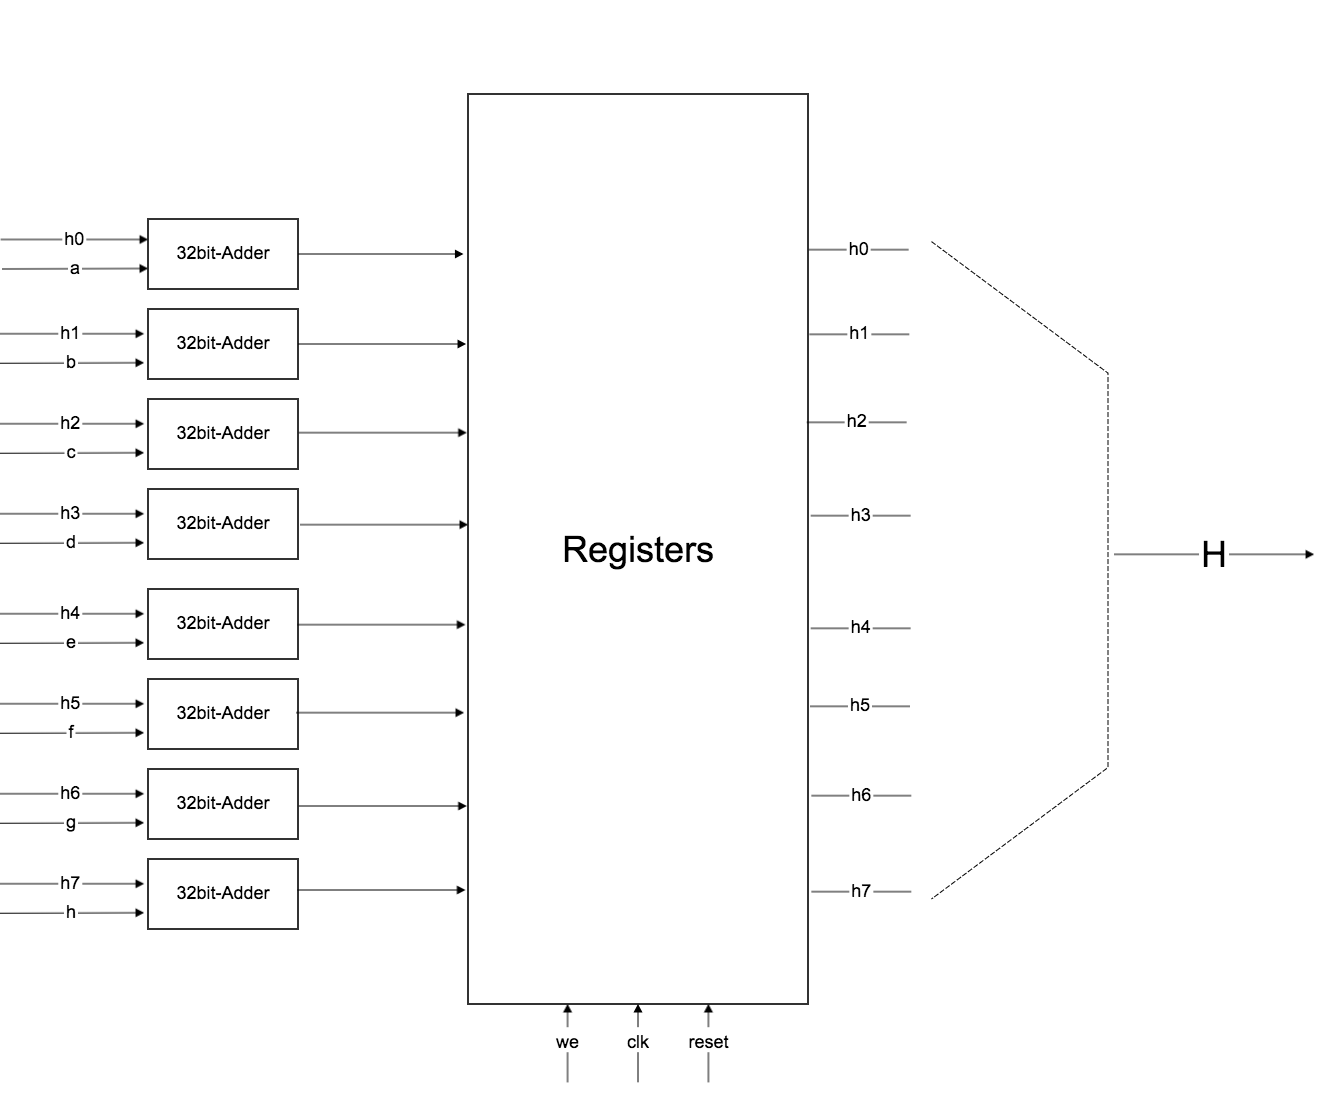 h0
a
32bit-Adder
h0
h1
b
32bit-Adder
h1
h2
c
32bit-Adder
h2
h3
d
32bit-Adder
h3
Registers
H
h4
e
32bit-Adder
h4
h5
f
32bit-Adder
h5
h6
g
32bit-Adder
h6
h7
h
32bit-Adder
h7
we
clk
reset